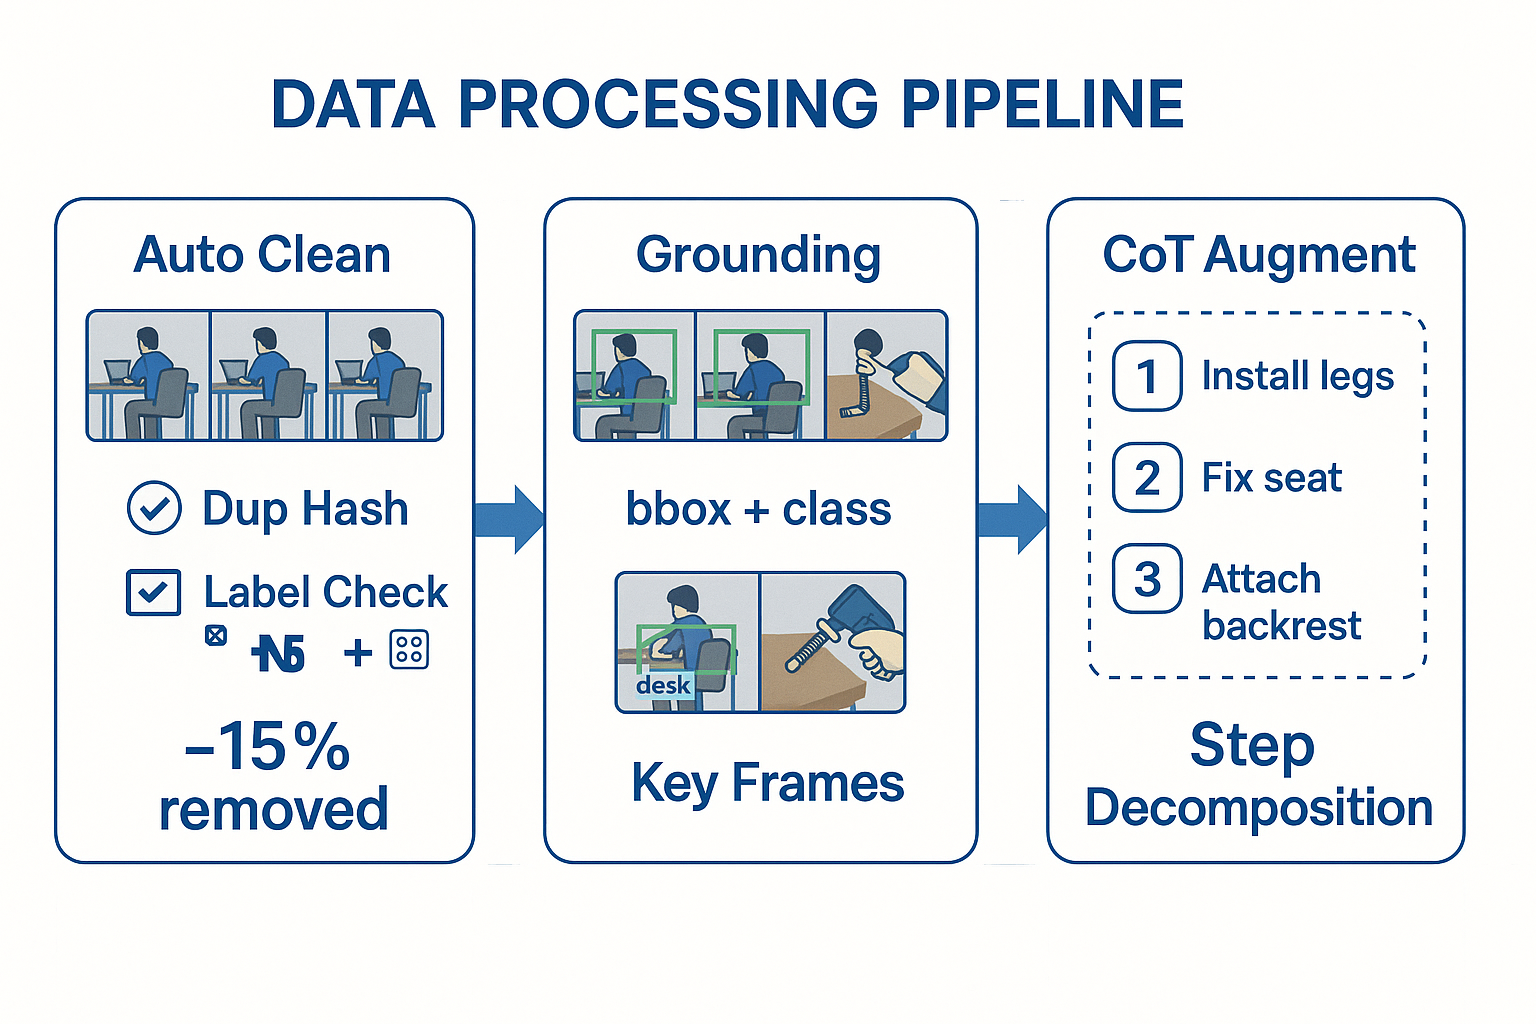 DATA PROCESSING PIPELINE
Auto Clean
Dup Hash
Label Check
+
–15%
removed
Grounding
bbox + class
desk
Key Frames
CoT Augment
1 Install legs
2 Fix seat
3 Attach
backrest
Step
Decomposition